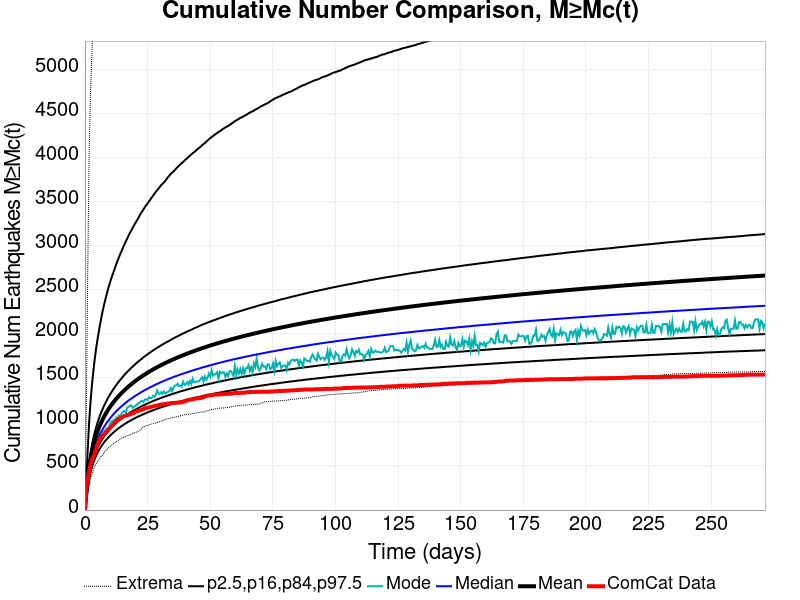 Cumulative Number Comparison, M≥Mc(t)
Cumulative Num Earthquakes M≥Mc(t)
5000
4500
4000
3500
3000
2500
2000
1500
1000
500
0
0 25 50 75 100 125 150 175 200 225 250
Time (days)
Extrema p2.5,p16,p84,p97.5 Mode Median Mean ComCat Data